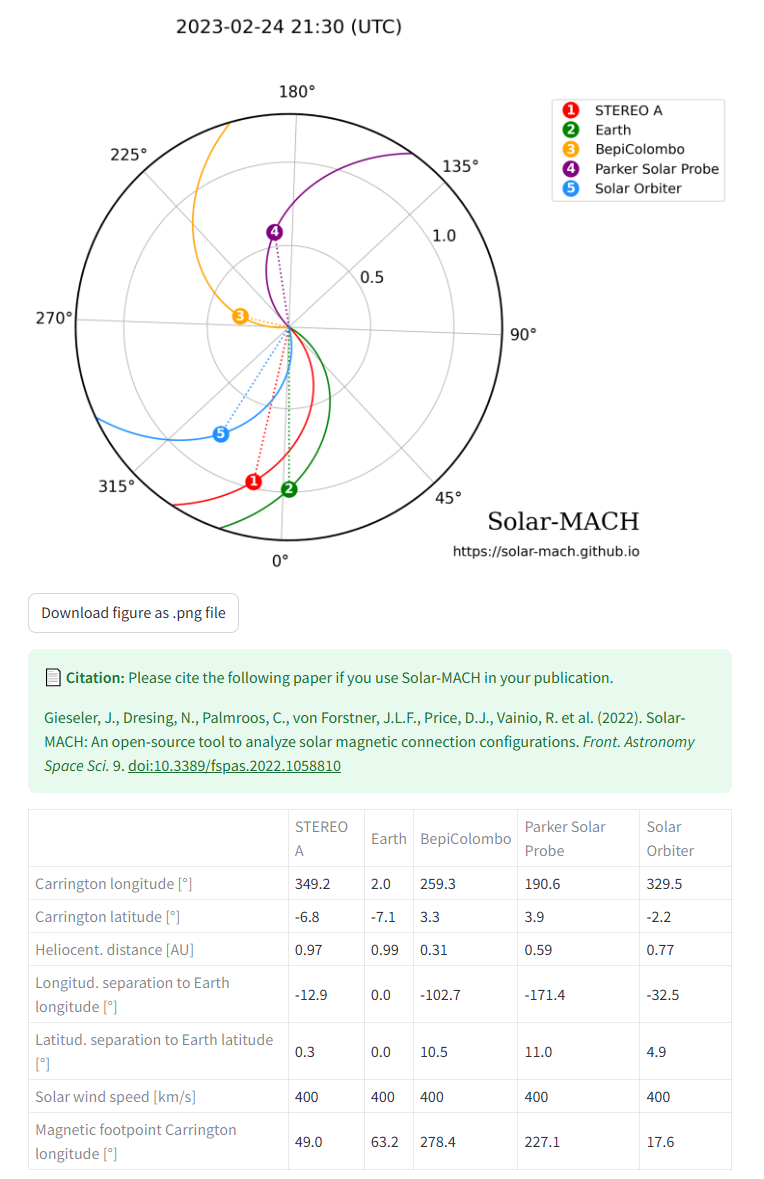 2023-02-24 21:30 (UTC)
180°
225°
135°
1.0
0.5
270°
90°
315°
45°
0°
1 STEREO A
2 Earth
3 BepiColombo
4 Parker Solar Probe
5 Solar Orbiter
4
3
5
1
2
Solar-MACH
https://solar-mach.github.io
Download figure as .png file
Citation: Please cite the following paper if you use Solar-MACH in your publication.
Gieseler, J., Dresing, N., Palmroos, C., von Forstner, J.L.F., Price, D.J., Vainio, R. et al. (2022). Solar-
MACH: An open-source tool to analyze solar magnetic connection configurations. Front. Astronomy
Space Sci. 9. doi:10.3389/fspas.2022.1058810
STEREO A Earth BepiColombo Parker Solar Probe Solar Orbiter
Carrington longitude [°] 349.2 2.0 259.3 190.6 329.5
Carrington latitude [°] -6.8 -7.1 3.3 3.9 -2.2
Heliocent. distance [AU] 0.97 0.99 0.31 0.59 0.77
Longitud. separation to Earth longitude [°] -12.9 0.0 -102.7 -171.4 -32.5
Latitud. separation to Earth latitude [°] 0.3 0.0 10.5 11.0 4.9
Solar wind speed [km/s] 400 400 400 400 400
Magnetic footpoint Carrington longitude [°] 49.0 63.2 278.4 227.1 17.6